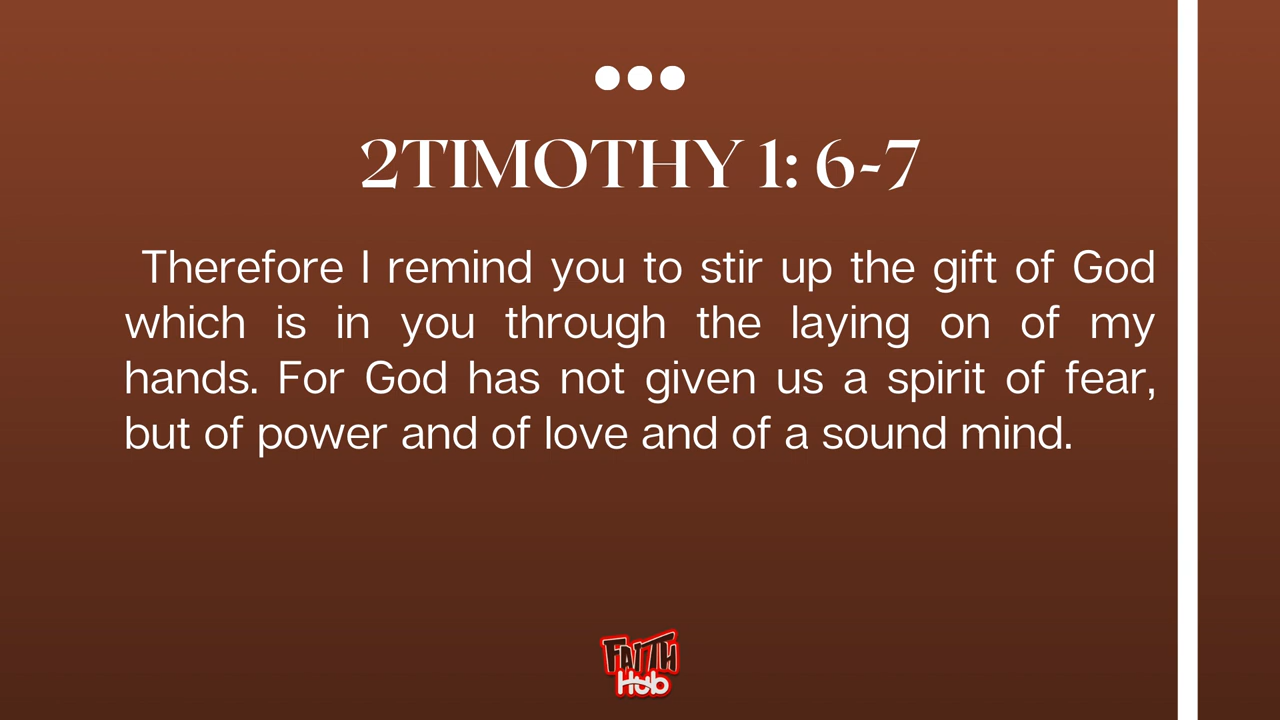 2TIMOTHY 1: 6-7
Therefore I remind you to stir up the gift of God
which is in you through the laying on of my
hands. For God has not given us a spirit of fear,
but of power and of love and of a sound mind.
FAITH
Hub